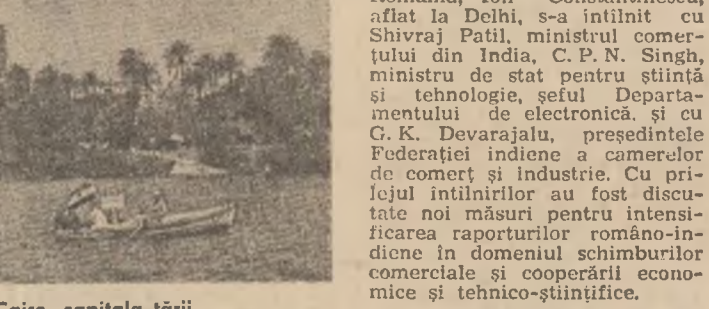 România, Ion Constantinescu,
aflat la Delhi, s-a întîlnit cu
Shivraj Patil, ministrul comer-
țului din India, C. P. N. Singh,
ministru de stat pentru știință
și tehnologie, șeful Departa-
mentului de electronică. și cu
G. K. Devarajalu, președintele
Federației indiene a camerelor
de comerț și industrie. Cu pri-
lejul întîlnirilor au fost discu-
tate noi măsuri pentru intensi-
ficarea raporturilor româno-in-
diene în domeniul schimburilor
comerciale și cooperării econo-
mice și tehnico-științifice.
Cairo, capitala țării